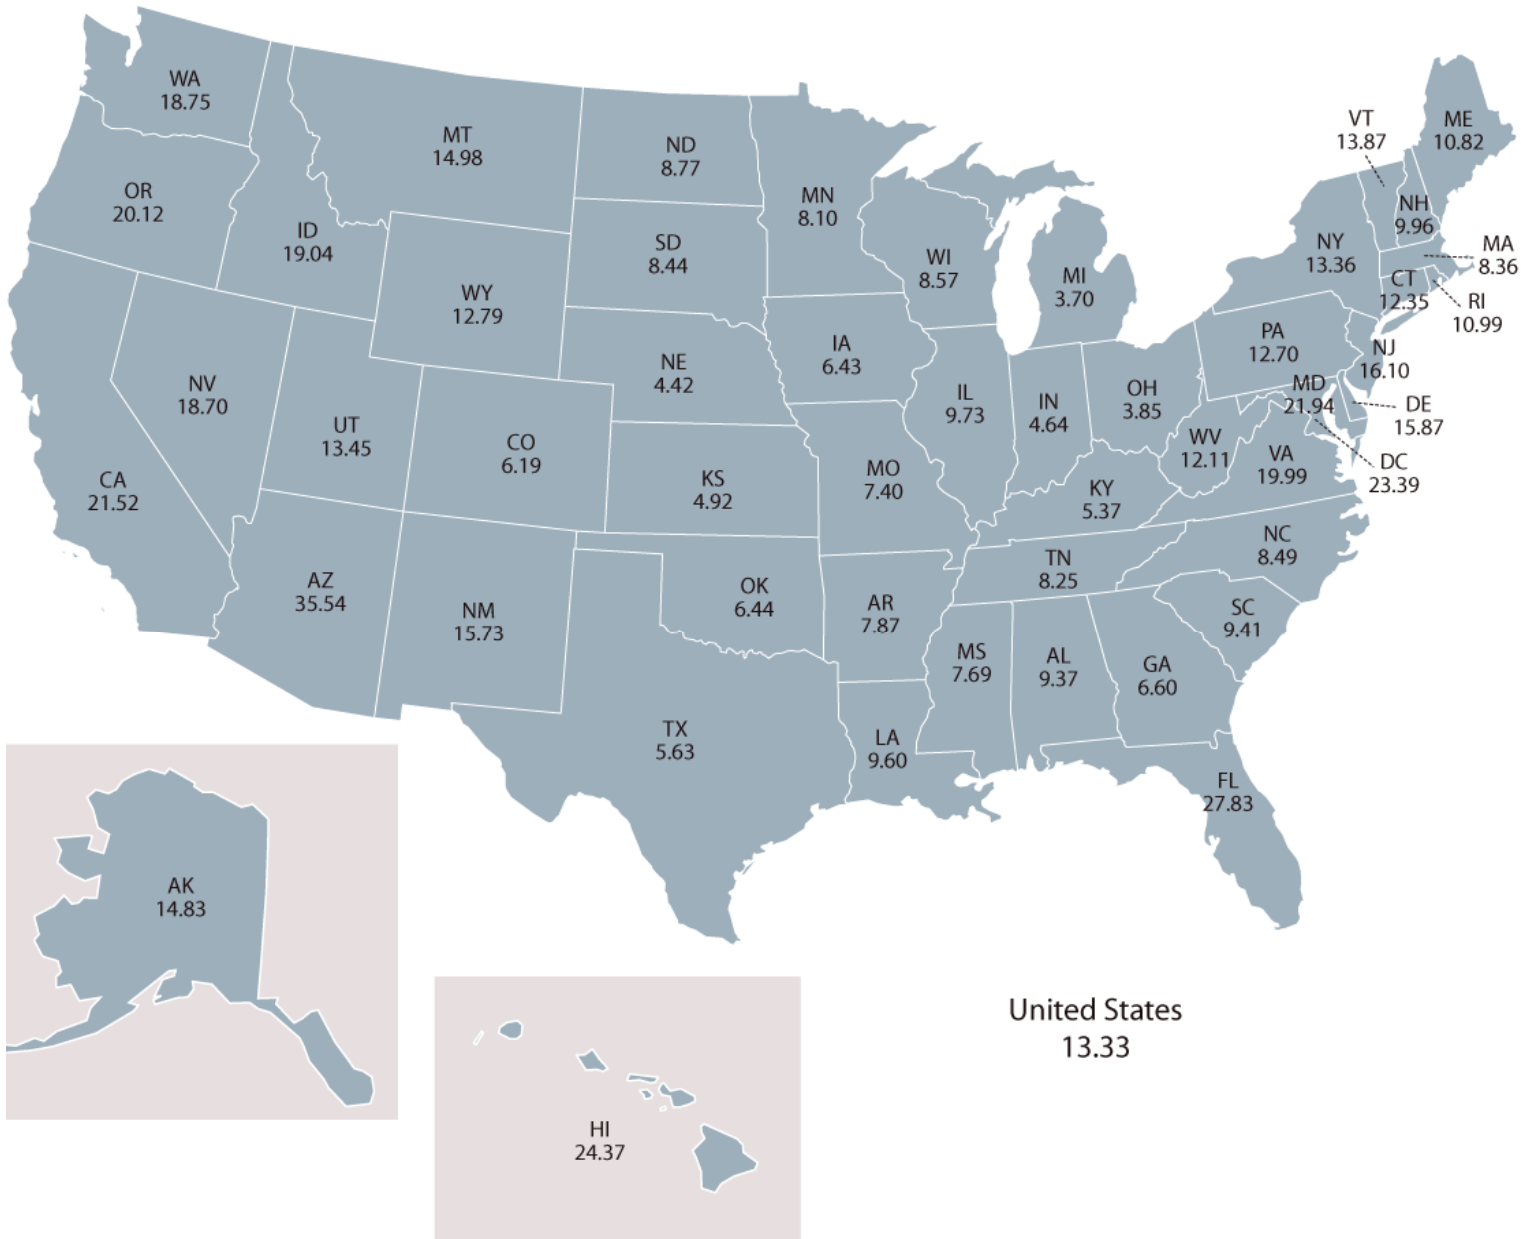 WA
18.75
MT
14.98
ND
8.77
MN
8.10
VT
13.87
ME
10.82
OR
20.12
ID
19.04
SD
8.44
WI
8.57
MI
3.70
NY
13.36
NH
9.96
MA
8.36
WY
12.79
CT
12.35
RI
10.99
NV
18.70
UT
13.45
CO
6.19
NE
4.42
IA
6.43
IL
9.73
IN
4.64
OH
3.85
PA
12.70
NJ
16.10
MD
21.94
DE
15.87
CA
21.52
KS
4.92
MO
7.40
KY
5.37
WV
12.11
VA
19.99
DC
23.39
AZ
35.54
NM
15.73
OK
6.44
AR
7.87
TN
8.25
NC
8.49
SC
9.41
TX
5.63
LA
9.60
MS
7.69
AL
9.37
GA
6.60
FL
27.83
AK
14.83
HI
24.37
United States
13.33